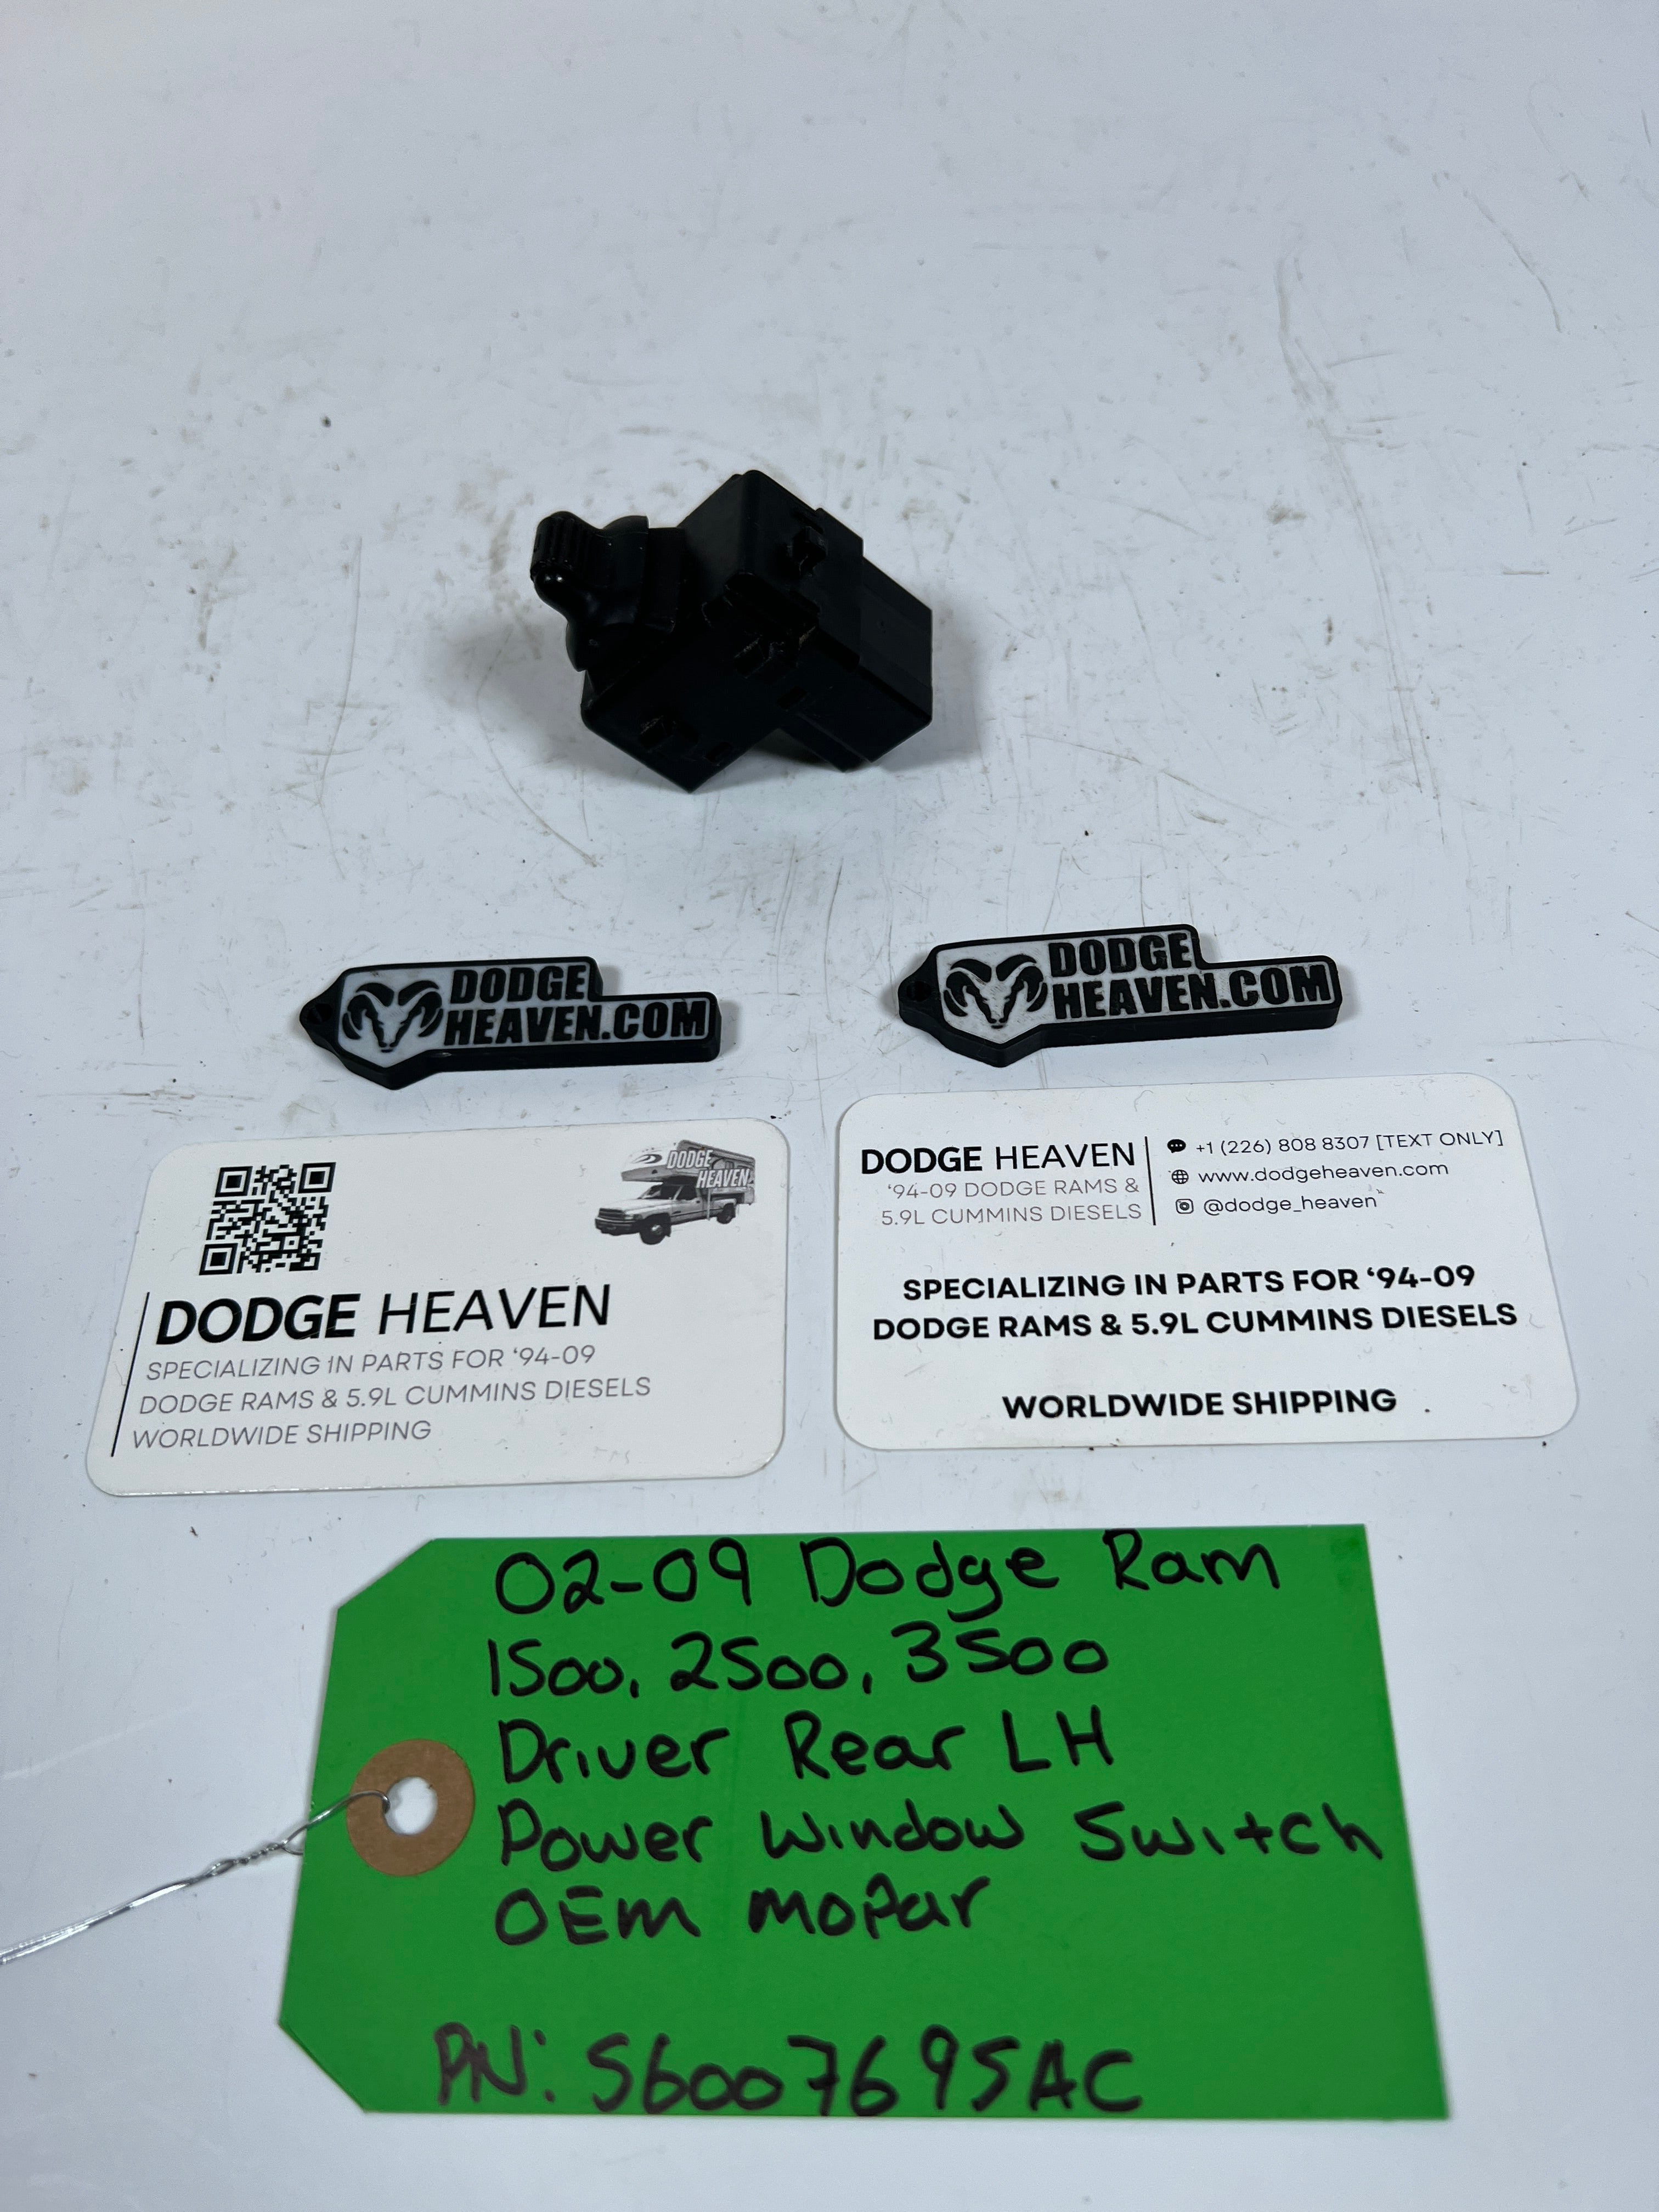 DODGE
HEAVEN.COM
DODGE
HEAVEN.COM
DODGE
HEAVEN
DODGE HEAVEN
SPECIALIZING IN PARTS FOR ‘94-09
DODGE RAMS & 5.9L CUMMINS DIESELS
WORLDWIDE SHIPPING
DODGE HEAVEN
‘94-09 DODGE RAMS &
5.9L CUMMINS DIESELS
+1 (226) 808 8307 [TEXT ONLY]
www.dodgeheaven.com
@dodge_heaven
SPECIALIZING IN PARTS FOR ‘94-09
DODGE RAMS & 5.9L CUMMINS DIESELS
WORLDWIDE SHIPPING
02-09 Dodge Ram
1500, 2500, 3500
Driver Rear LH
Power Window Switch
OEM MOPar
PN: 56007695AC